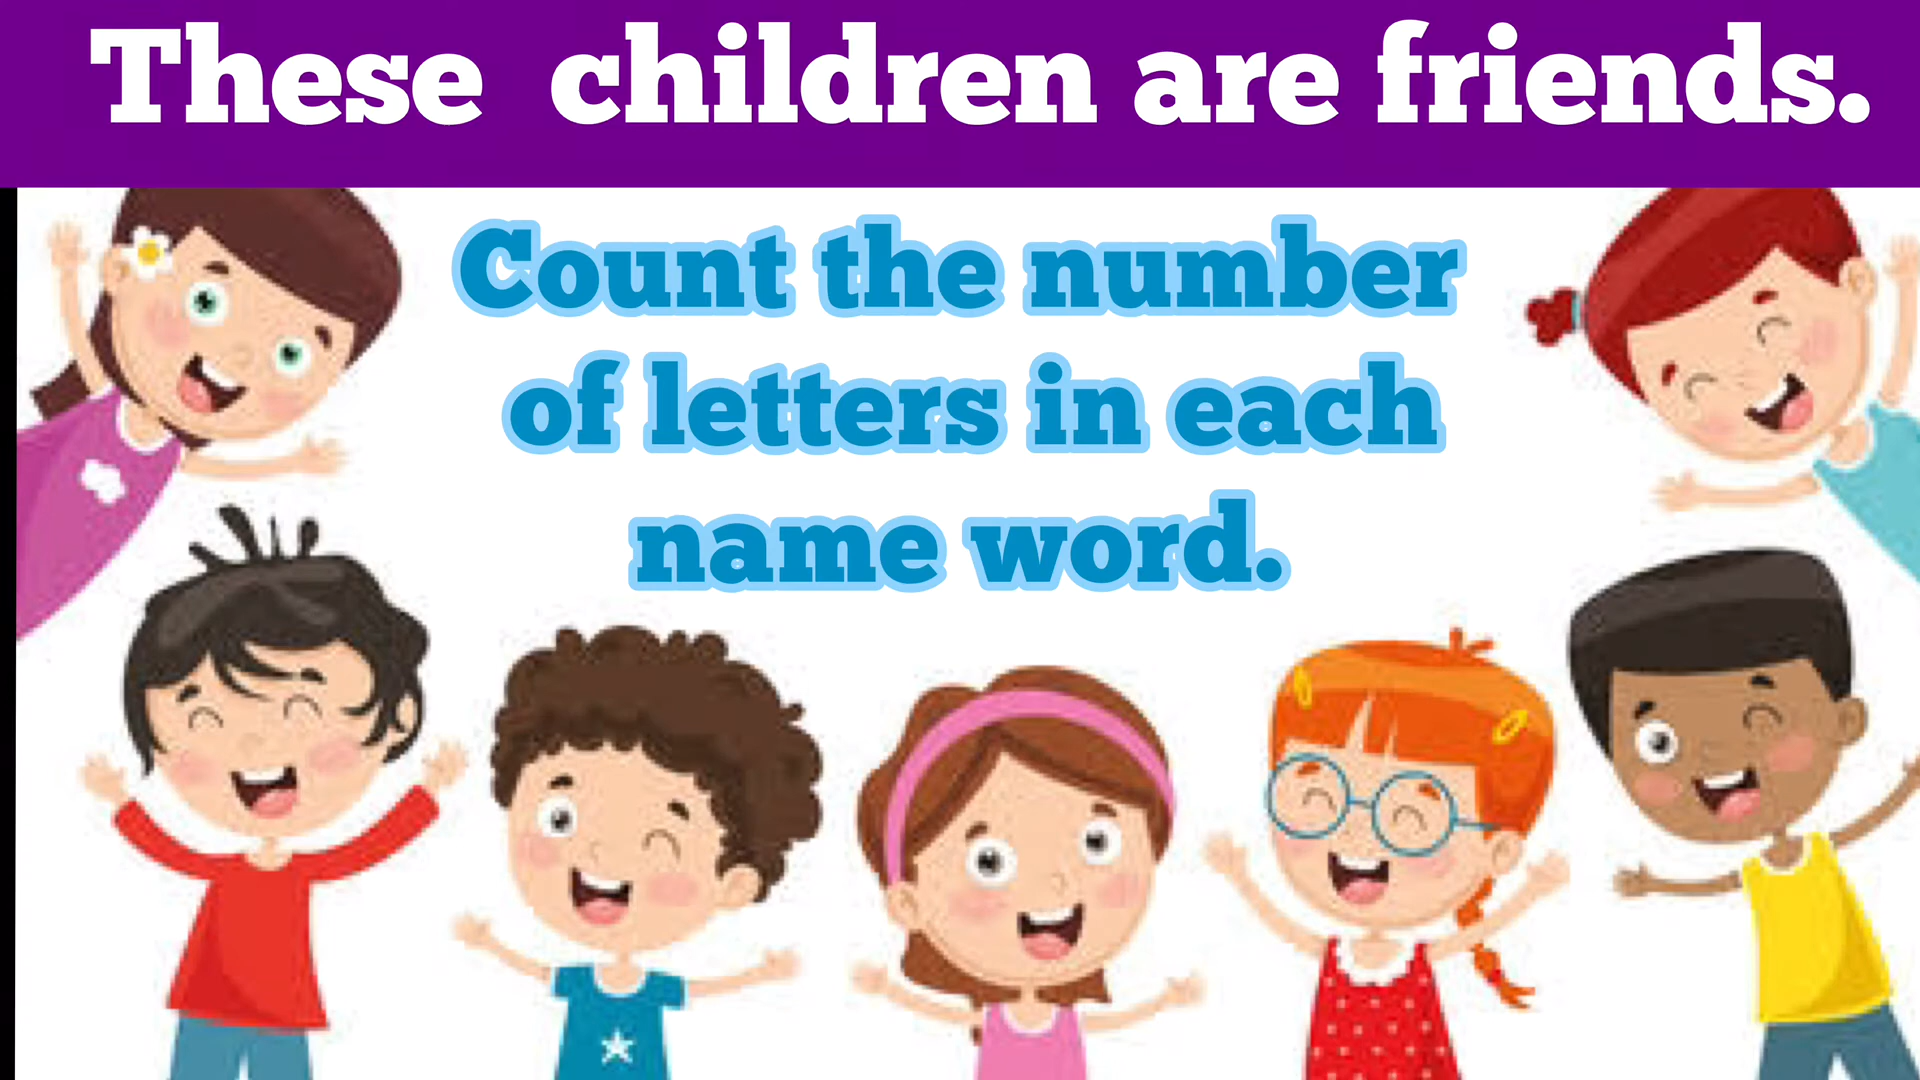 These children are friends.
Count the number
of letters in each
name word.